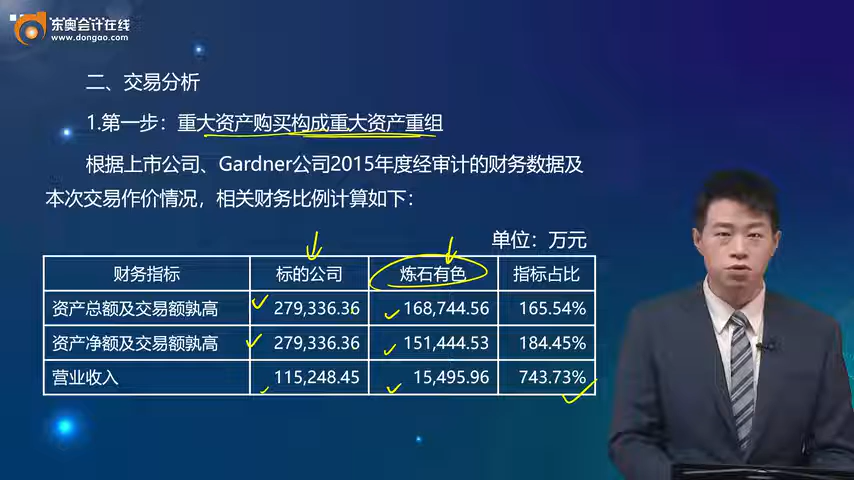 东奥会计在线
www.dongao.com
二、交易分析
1.第一步：重大资产购买构成重大资产重组
根据上市公司、Gardner公司2015年度经审计的财务数据及
本次交易作价情况，相关财务比例计算如下：
单位：万元
财务指标 标的公司 炼石有色 指标占比
资产总额及交易额孰高 279,336.36 168,744.56 165.54%
资产净额及交易额孰高 279,336.36 151,444.53 184.45%
营业收入 115,248.45 15,495.96 743.73%